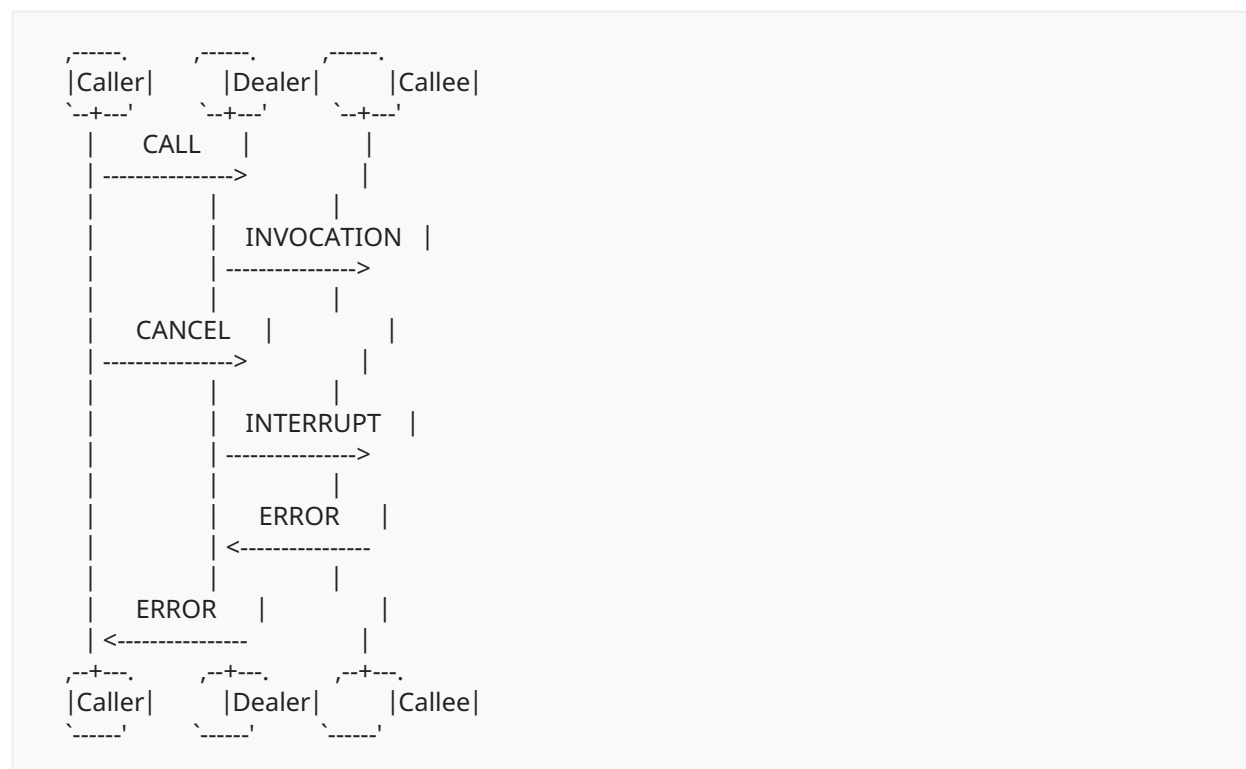 ,------.          ,------.          ,------.
|Caller|          |Dealer|          |Callee|
`--+---'          `--+---'          `--+---'
   |       CALL      |                 |
   | ---------------->                 |
   |                 |                 |
   |                 |    INVOCATION   |
   |                 | ---------------->
   |                 |                 |
   |      CANCEL     |                 |
   | ---------------->                 |
   |                 |                 |
   |                 |    INTERRUPT    |
   |                 | ---------------->
   |                 |                 |
   |                 |      ERROR      |
   |                 | <----------------
   |                 |                 |
   |      ERROR      |                 |
   | <----------------                 |
,--+---.          ,--+---.          ,--+---.
|Caller|          |Dealer|          |Callee|
`------'          `------'          `------'